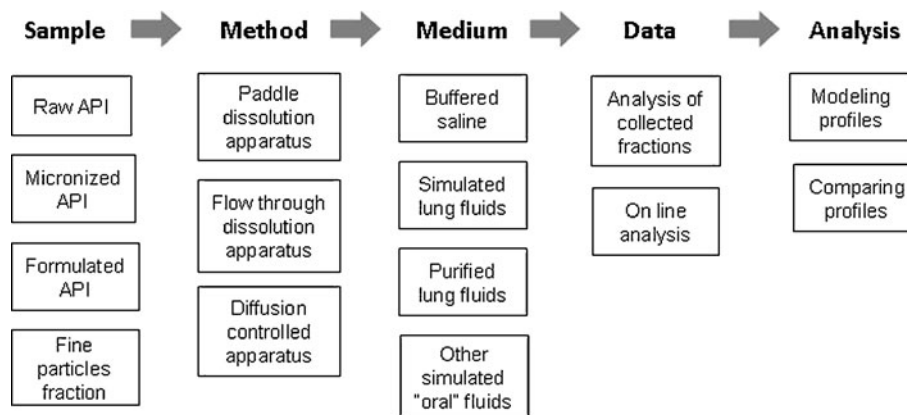 Sample Method Medium Data Analysis
Raw API
Micronized
API
Formulated
API
Fine
particles
fraction
Paddle
dissolution
apparatus
Flow through
dissolution
apparatus
Diffusion
controlled
apparatus
Buffered
saline
Simulated
lung fluids
Purified
lung fluids
Other
simulated
"oral" fluids
Analysis of
collected
fractions
On line
analysis
Modeling
profiles
Comparing
profiles